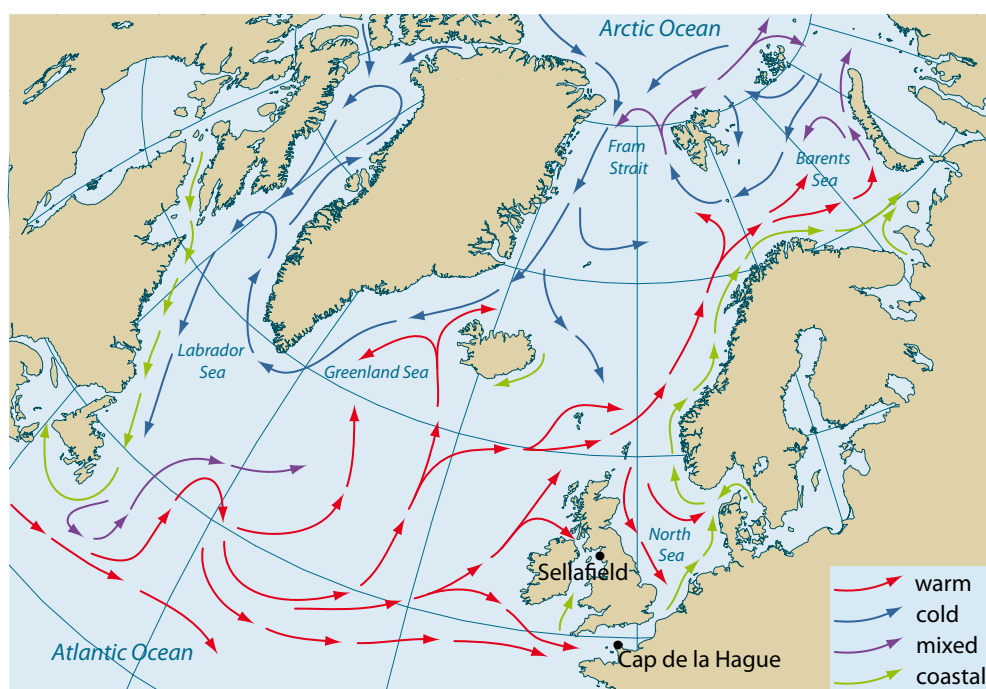 Arctic Ocean
Fram
Strait
Barents
Sea
Labrador
Sea
Greenland Sea
North
Sea
Sellafield
Atlantic Ocean
Cap de la Hague
warm
cold
mixed
coastal